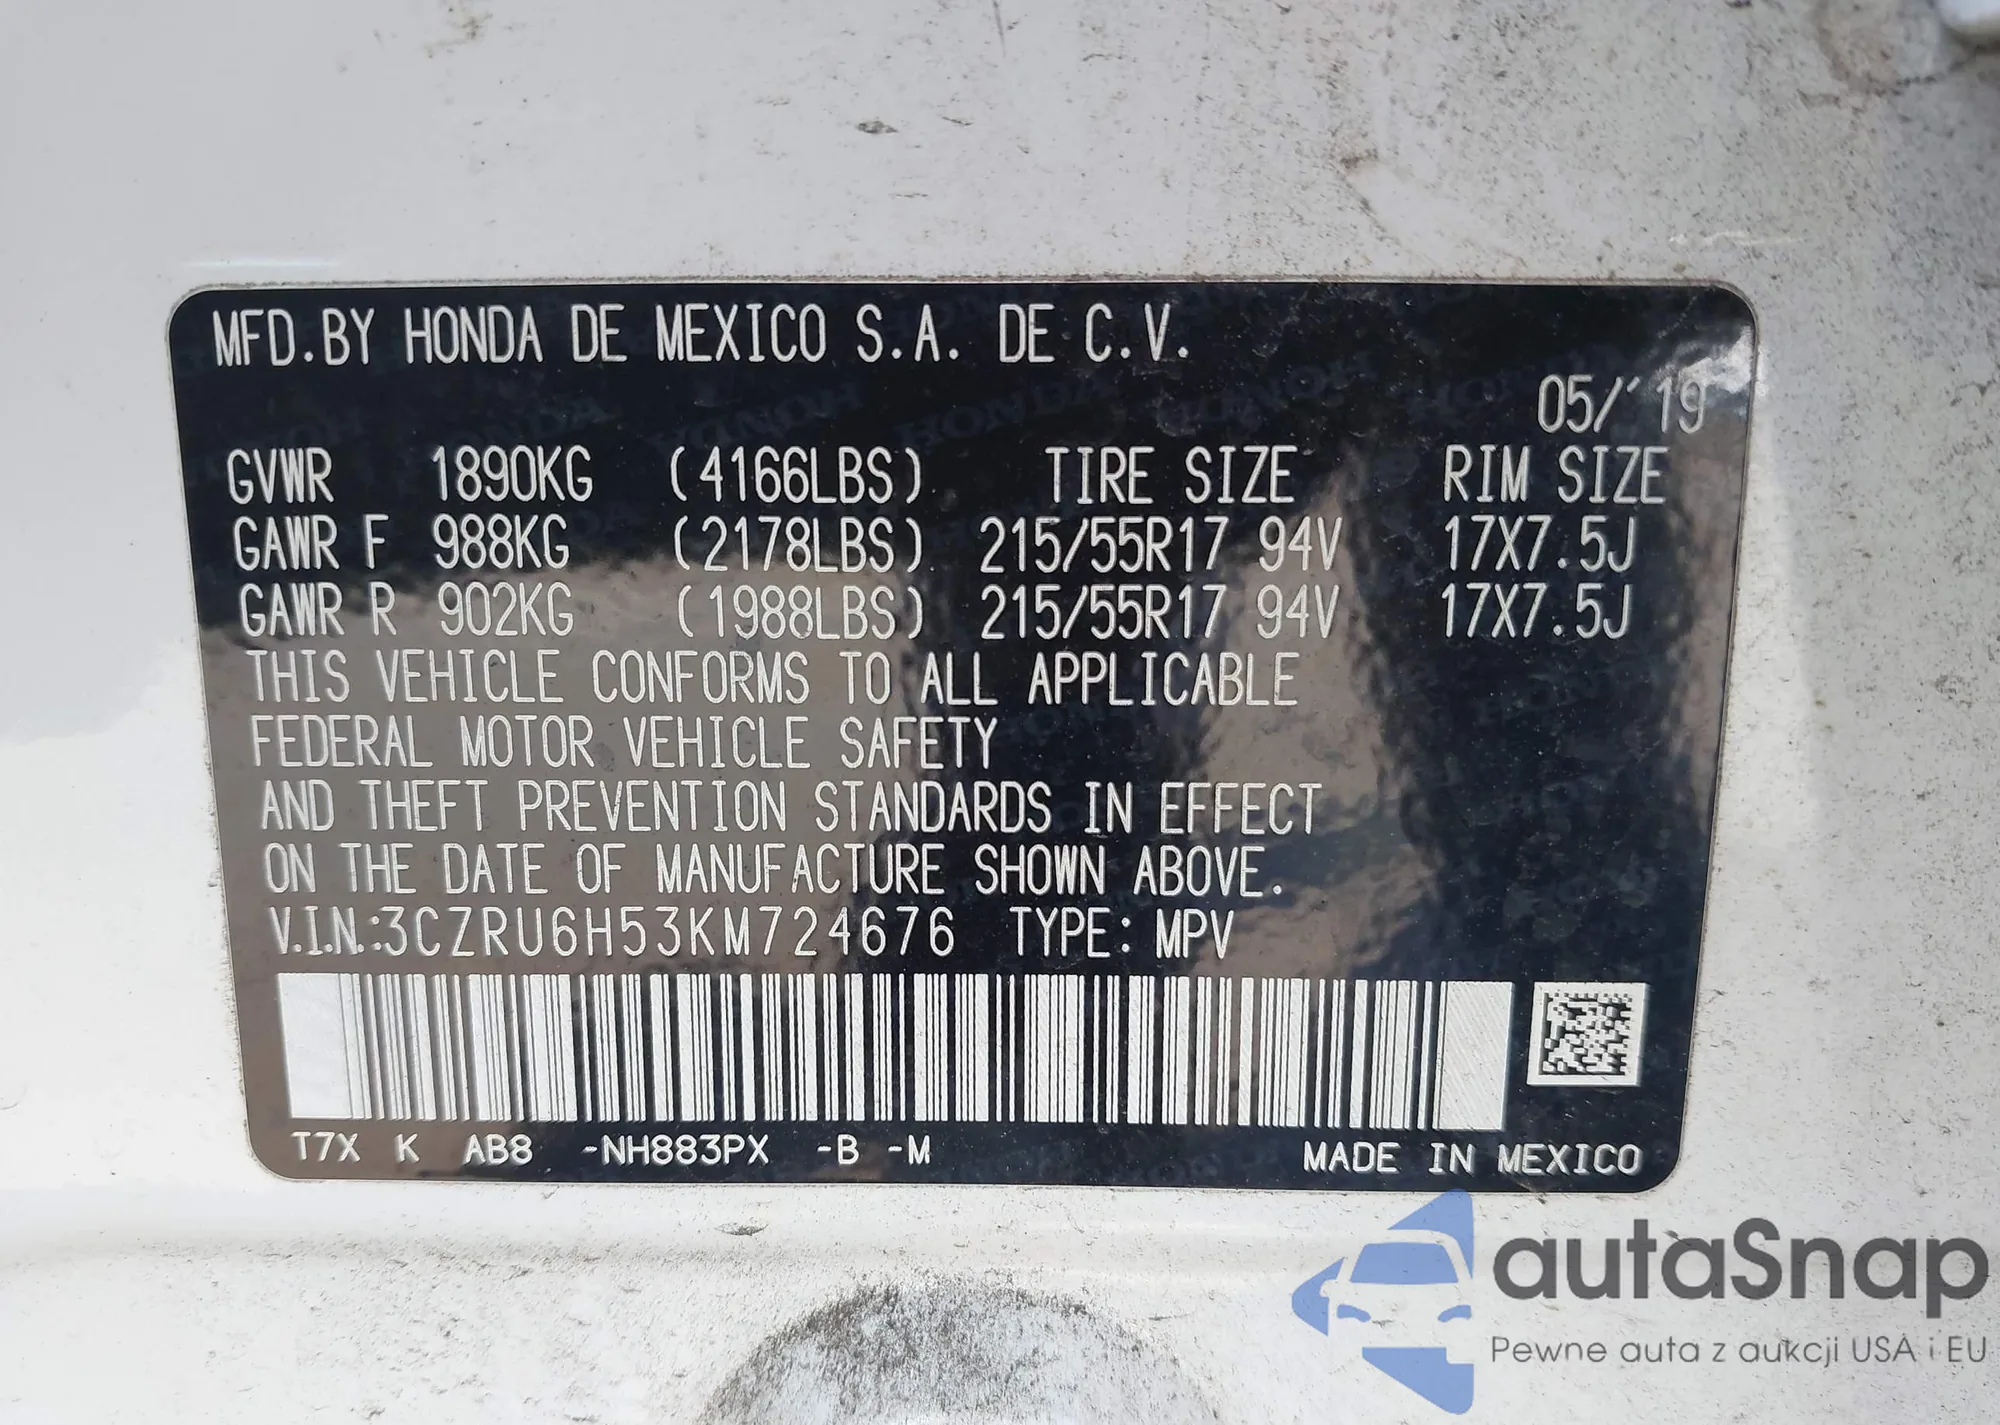 MFD.BY HONDA DE MEXICO S.A. DE C.V.
05/'19
GVWR 1890KG (4166LBS) TIRE SIZE RIM SIZE
GAWR F 988KG (2178LBS) 215/55R17 94V 17X7.5J
GAWR R 902KG (1988LBS) 215/55R17 94V 17X7.5J
THIS VEHICLE CONFORMS TO ALL APPLICABLE
FEDERAL MOTOR VEHICLE SAFETY
AND THEFT PREVENTION STANDARDS IN EFFECT
ON THE DATE OF MANUFACTURE SHOWN ABOVE.
V.I.N.:3CZRU6H53KM724676 TYPE: MPV
T7X K AB8 -NH883PX -B -M MADE IN MEXICO
autaSnap
Pewne auta z aukcji USA i EU